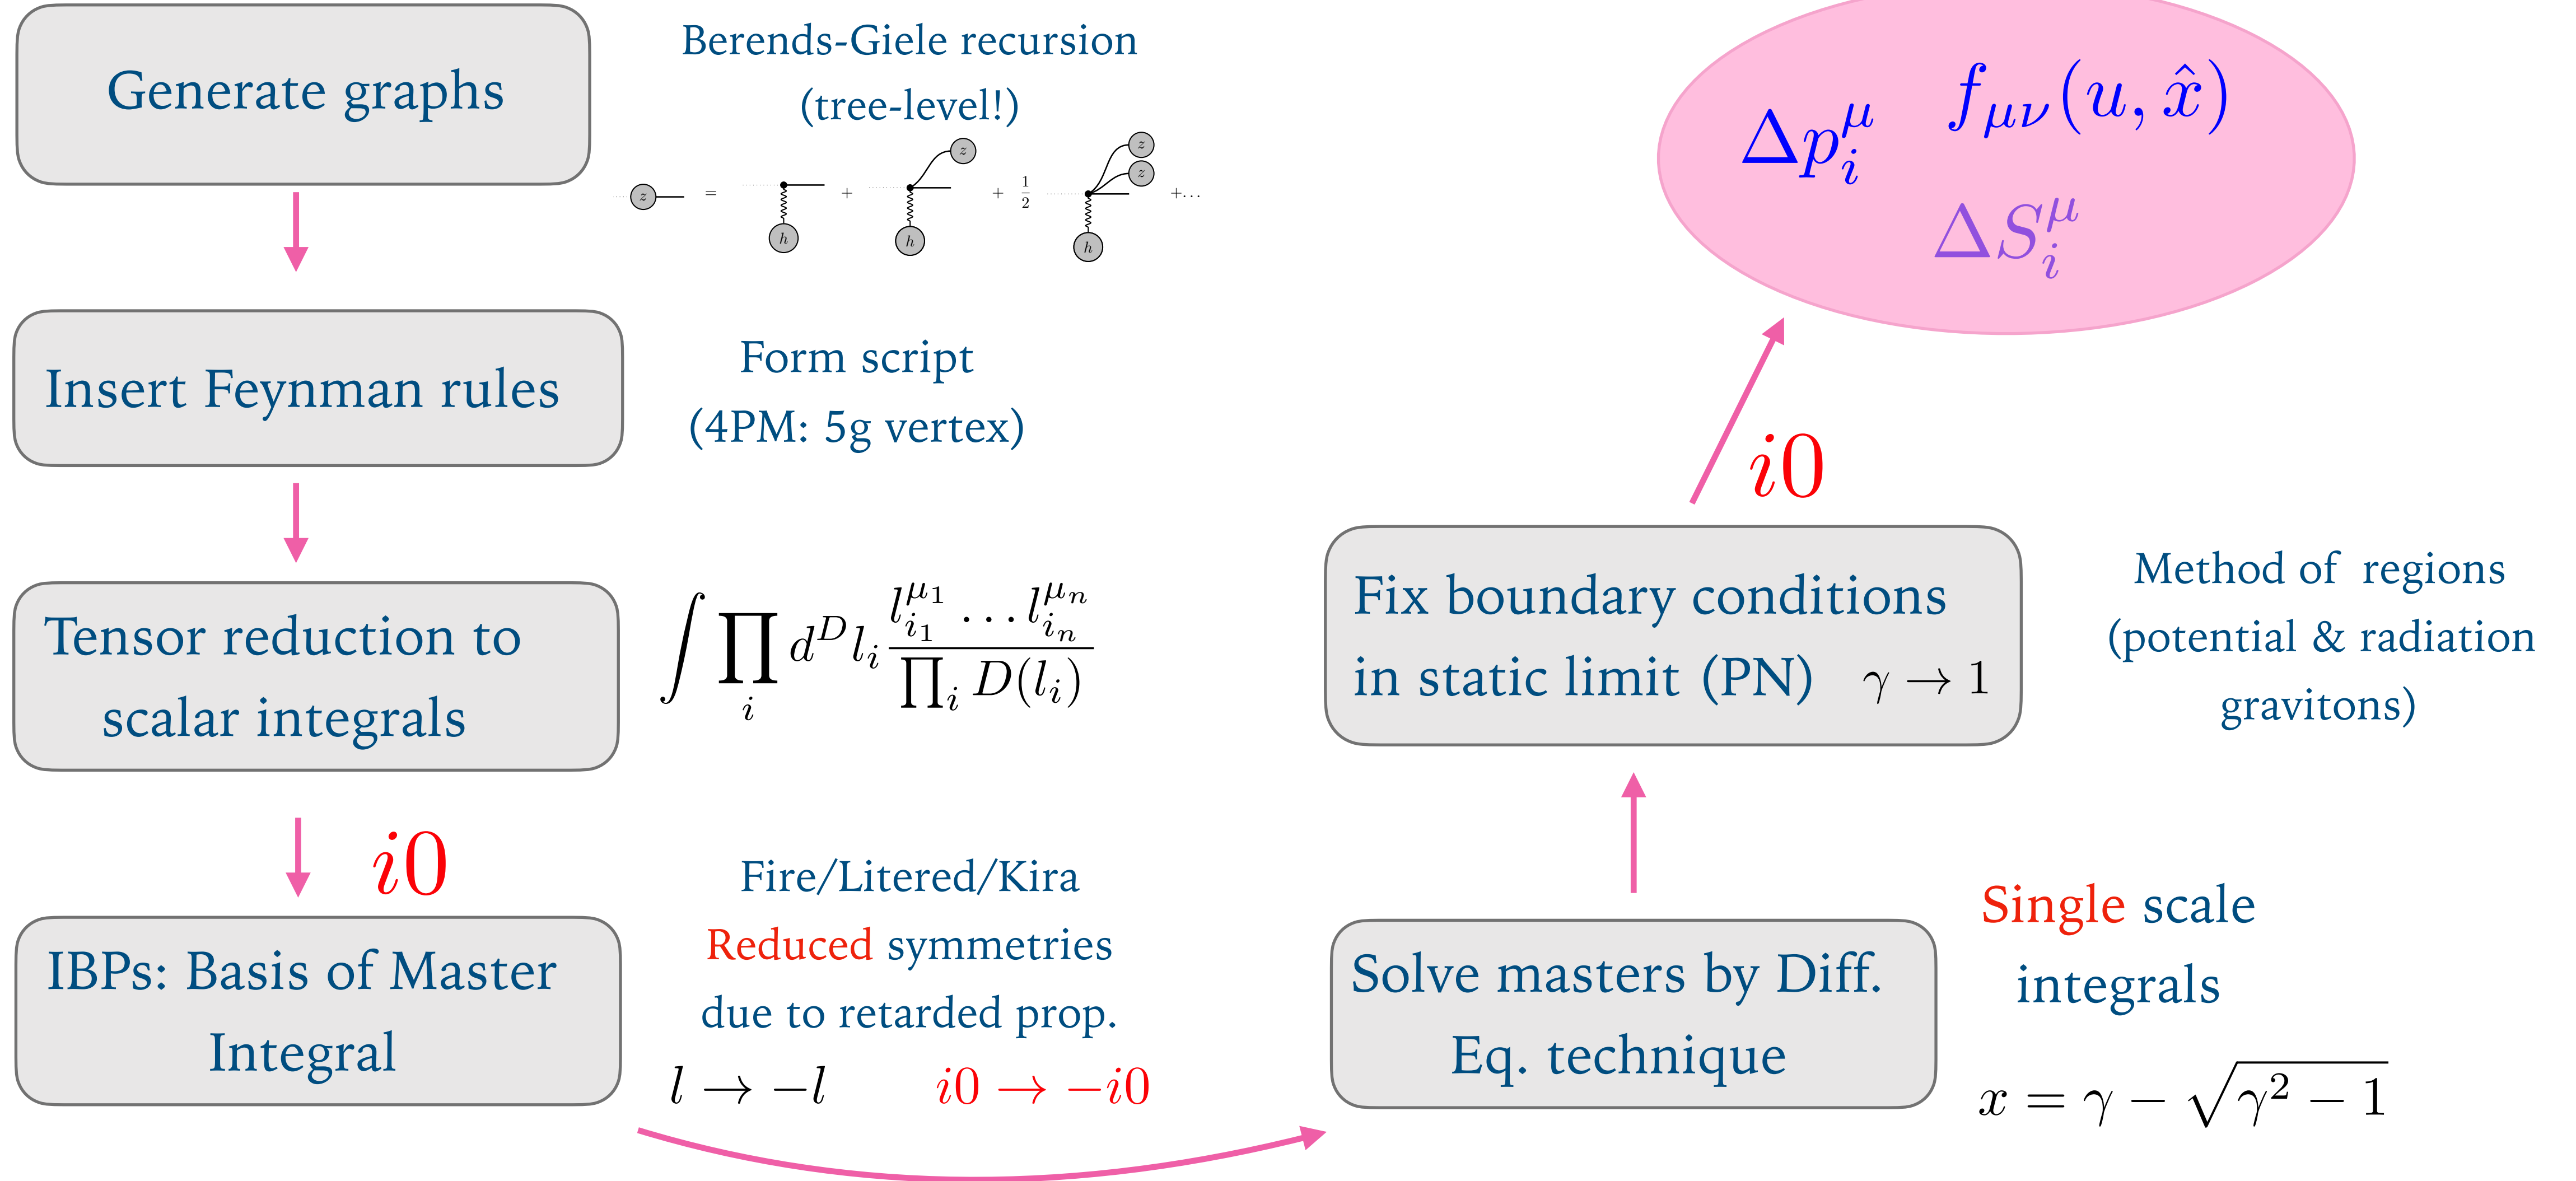 Generate graphs
Berends-Giele recursion
(tree-level!)
z = h + z h + 1/2 z z h +...
Insert Feynman rules
Form script
(4PM: 5g vertex)
Tensor reduction to
scalar integrals
∫ ∏_i d^D l_i \frac{l_{i_1}^{μ_1} … l_{i_n}^{μ_n}}{∏_i D(l_i)}
i0
IBPs: Basis of Master
Integral
Fire/Litered/Kira
Reduced symmetries
due to retarded prop.
l → −l i0 → −i0
Solve masters by Diff.
Eq. technique
Single scale
integrals
x = γ − √(γ² − 1)
Fix boundary conditions
in static limit (PN) γ → 1
Method of regions
(potential & radiation
gravitons)
i0
Δp_i^μ f_{μν}(u, x̂)
ΔS_i^μ